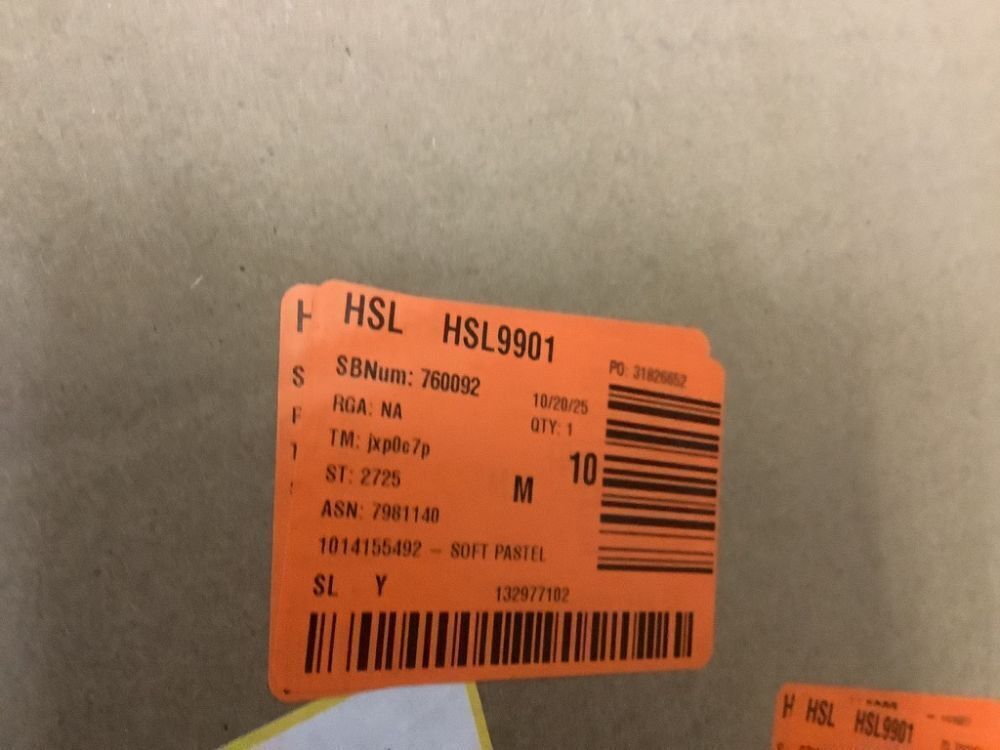 H HSL HSL9901
PO: 31826652
SBNum: 760092
10/20/25
RGA: NA
QTY: 1
TM: jxp0c7p
10
ST: 2725
M
ASN: 7981140
1014155492 – SOFT PASTEL
SL Y
132977102
H HSL HSL9901